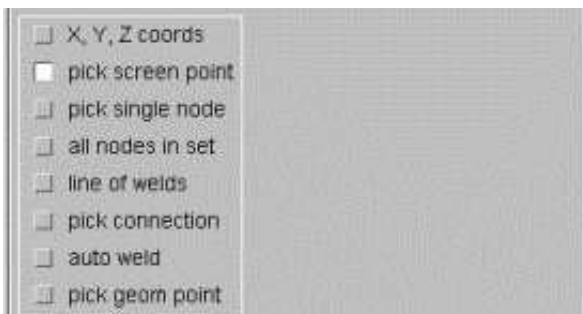 X, Y, Z coords
pick screen point
pick single node
all nodes in set
line of welds
pick connection
auto weld
pick geom point